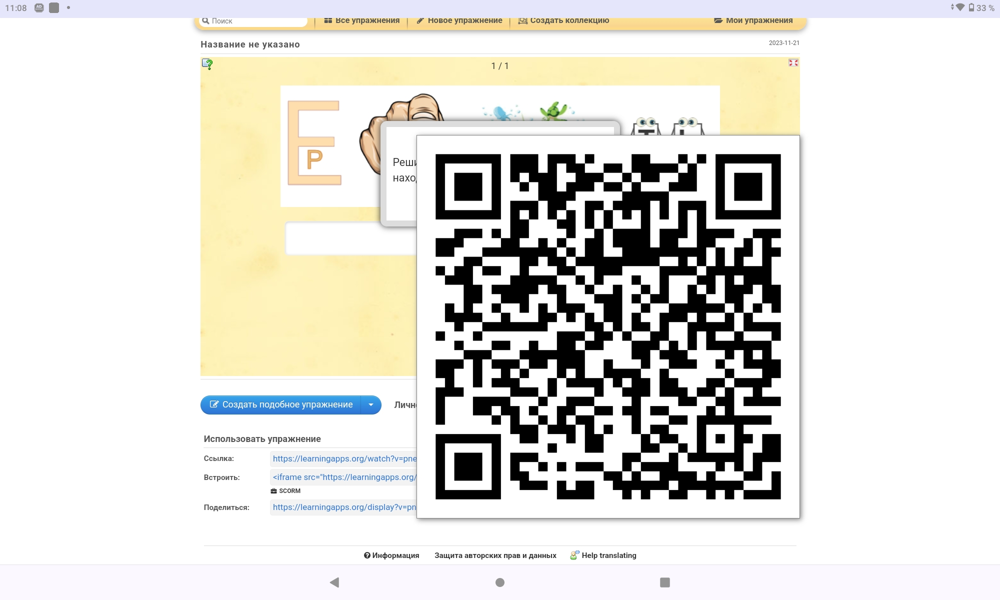 11:08
AD
33 %
Поиск
Все упражнения
Новое упражнение
Создать коллекцию
Мои упражнения
Название не указано
2023-11-21
1 / 1
Е
Р
Т
Реши
нахо
Создать подобное упражнение
Личн
Использовать упражнение
Ссылка:
https://learningapps.org/watch?v=pne
Встроить:
<iframe src="https://learningapps.org/
SCORM
Поделиться:
https://learningapps.org/display?v=pn
Информация
Защита авторских прав и данных
Help translating